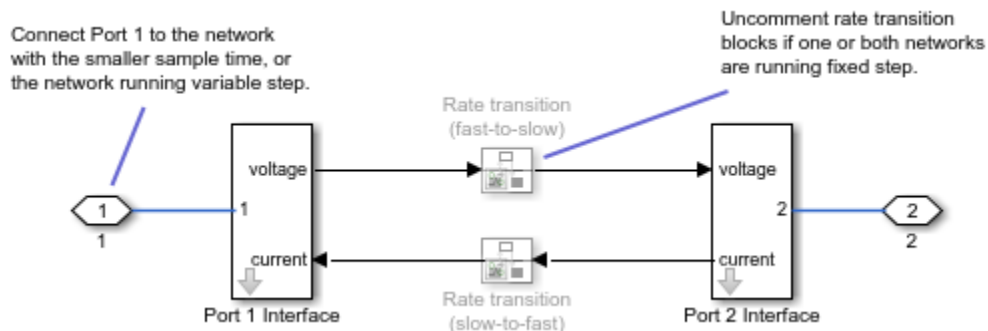 Connect Port 1 to the network
with the smaller sample time, or
the network running variable step.
Uncomment rate transition
blocks if one or both networks
are running fixed step.
Rate transition
(fast-to-slow)
voltage
voltage
1
1
2
2
1
2
current
current
Port 1 Interface
Rate transition
(slow-to-fast)
Port 2 Interface